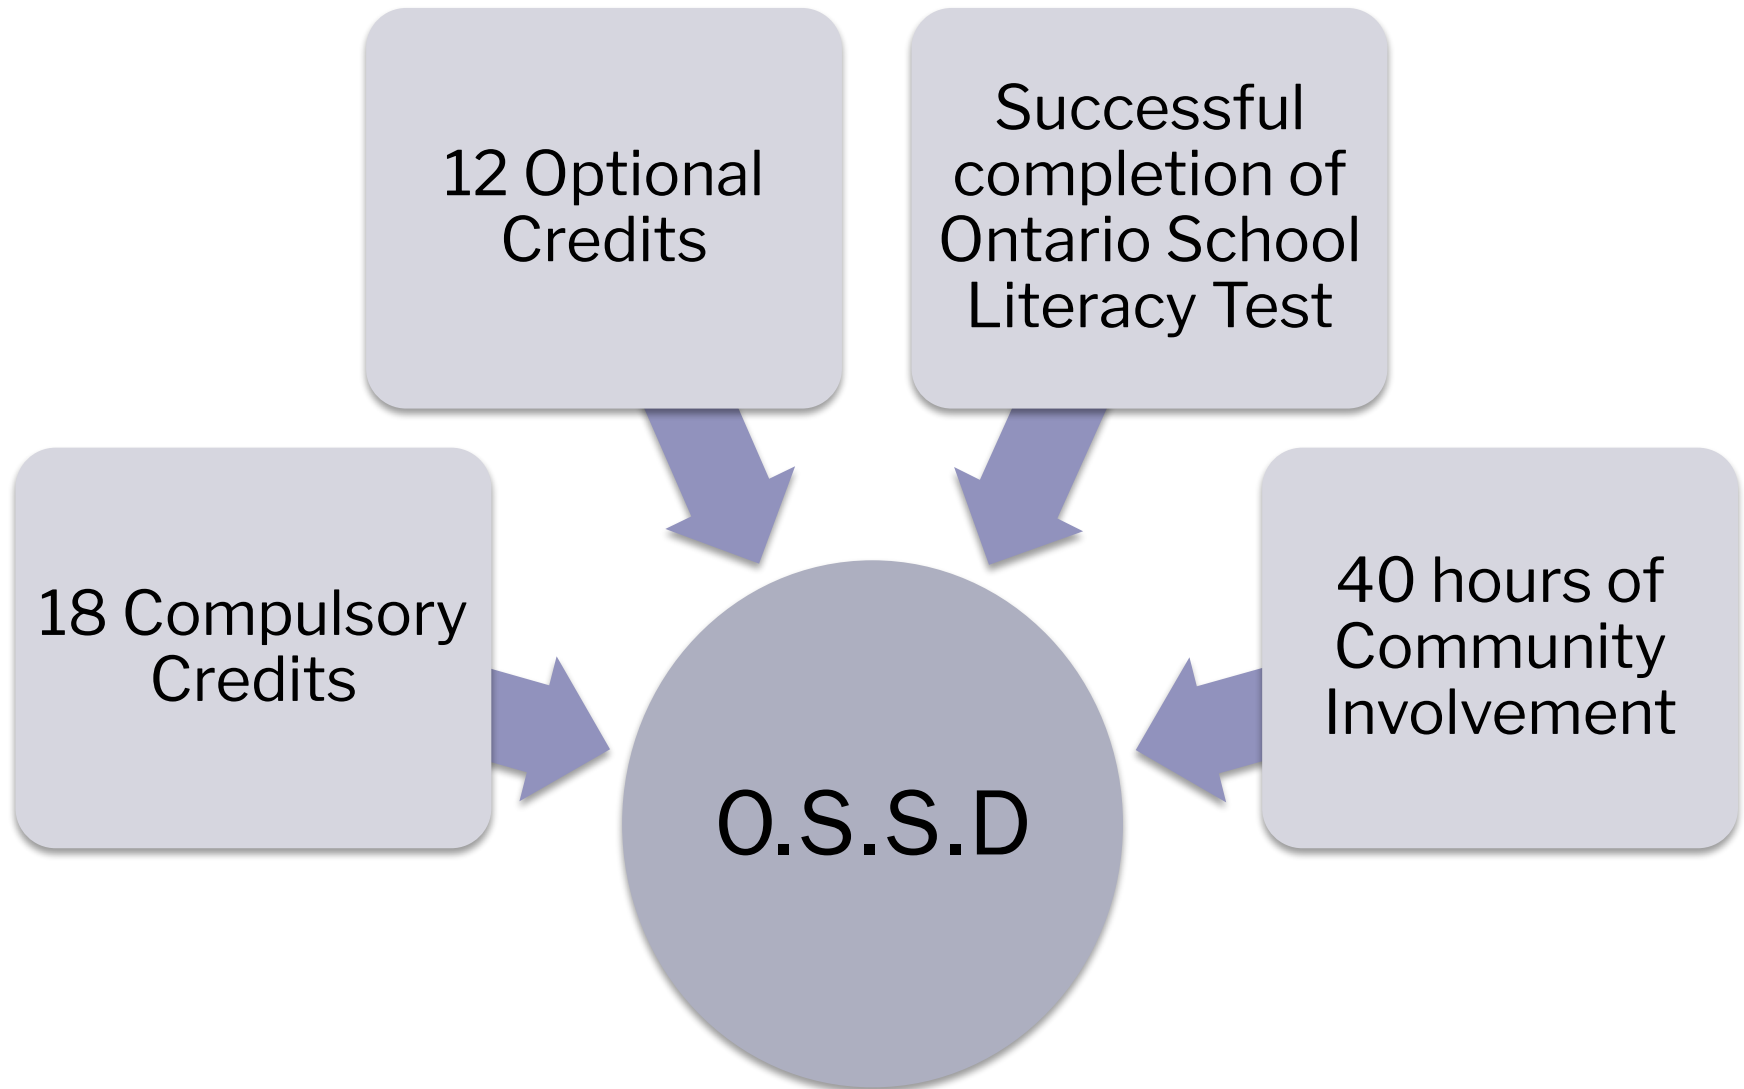 12 Optional
Credits
Successful
completion of
Ontario School
Literacy Test
18 Compulsory
Credits
40 hours of
Community
Involvement
O.S.S.D